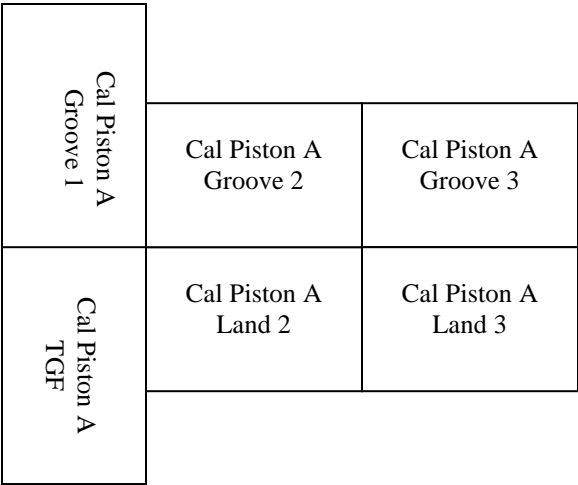 Cal Piston A
Groove 1
Cal Piston A
Groove 2
Cal Piston A
Groove 3
Cal Piston A
TGF
Cal Piston A
Land 2
Cal Piston A
Land 3